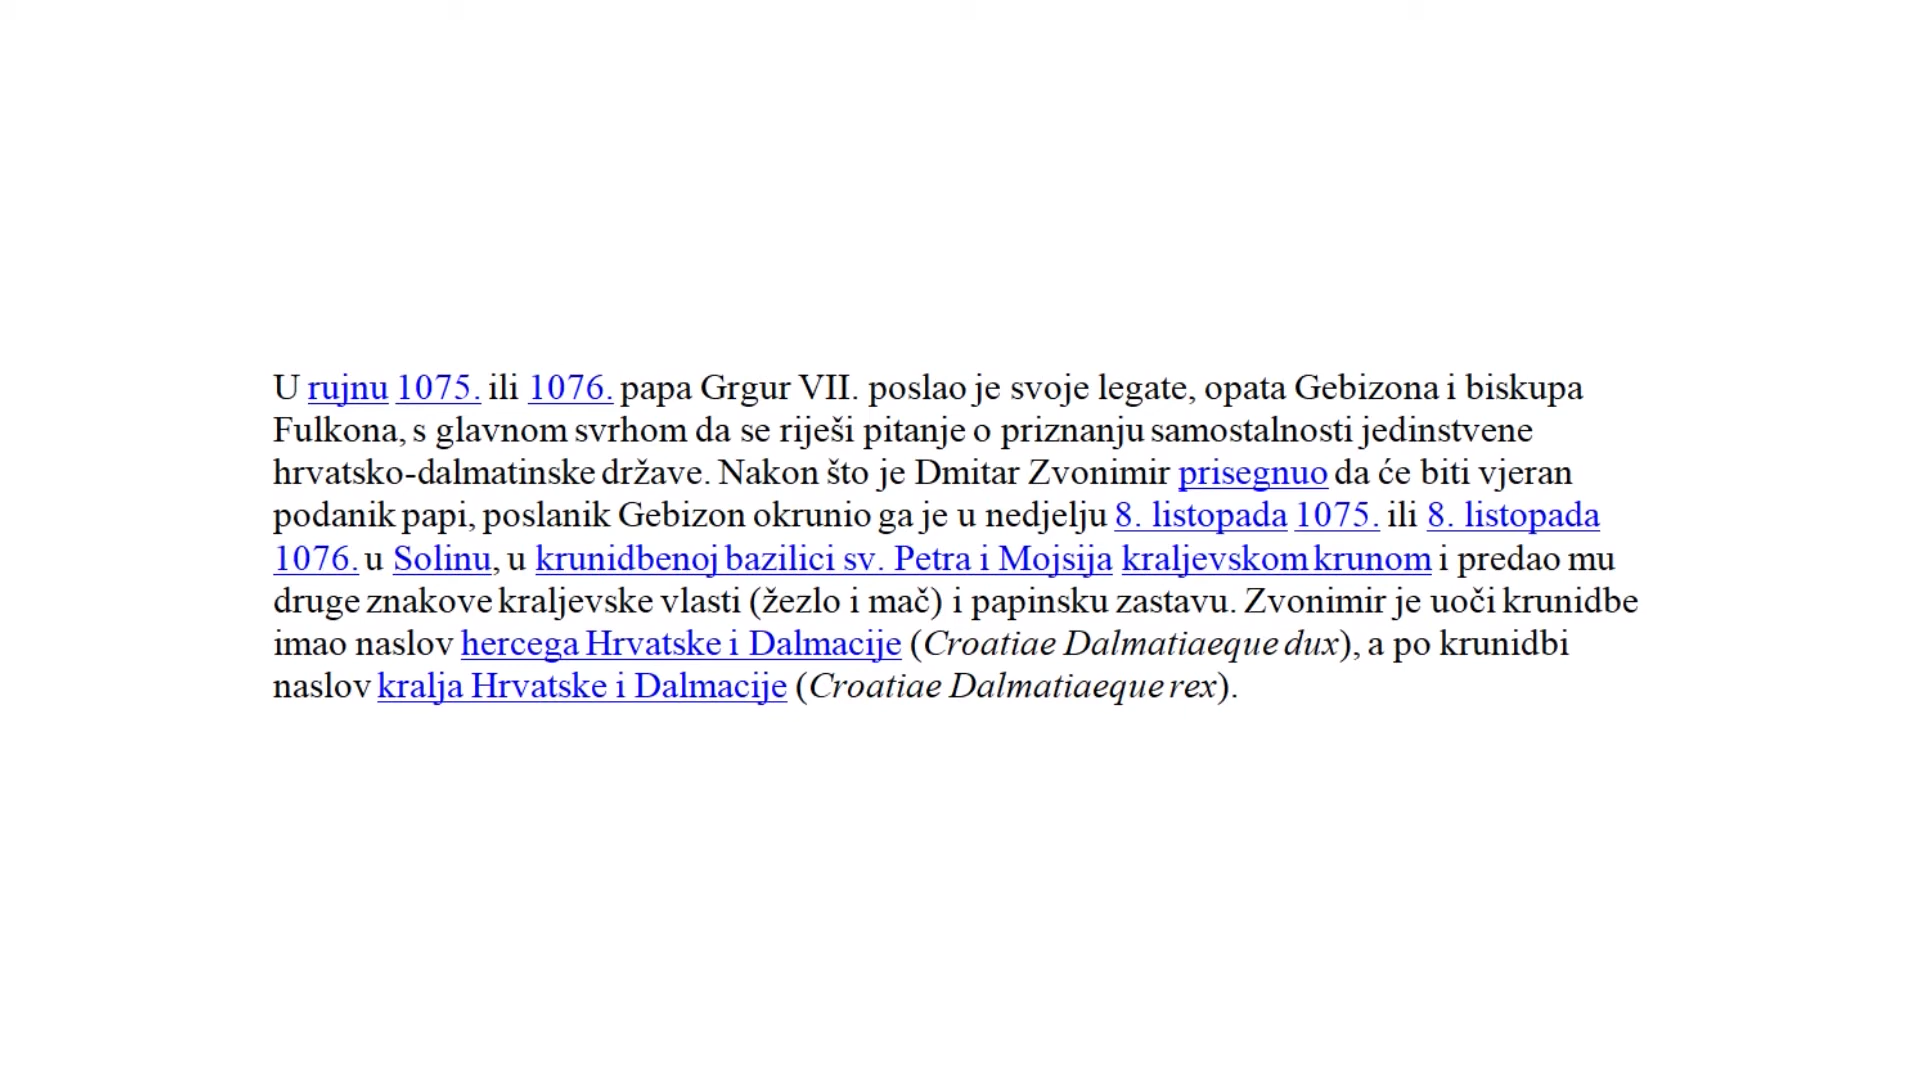 U rujnu 1075. ili 1076. papa Grgur VII. poslao je svoje legate, opata Gebizona i biskupa
Fulkona, s glavnom svrhom da se riješi pitanje o priznanju samostalnosti jedinstvene
hrvatsko-dalmatinske države. Nakon što je Dmitar Zvonimir prisegnuo da će biti vjeran
podanik papi, poslanik Gebizon okrunio ga je u nedjelju 8. listopada 1075. ili 8. listopada
1076. u Solinu, u krunidbenoj bazilici sv. Petra i Mojsija kraljevskom krunom i predao mu
druge znakove kraljevske vlasti (žezlo i mač) i papinsku zastavu. Zvonimir je uoči krunidbe
imao naslov hercega Hrvatske i Dalmacije (Croatiae Dalmatiaeque dux), a po krunidbi
naslov kralja Hrvatske i Dalmacije (Croatiae Dalmatiaeque rex).